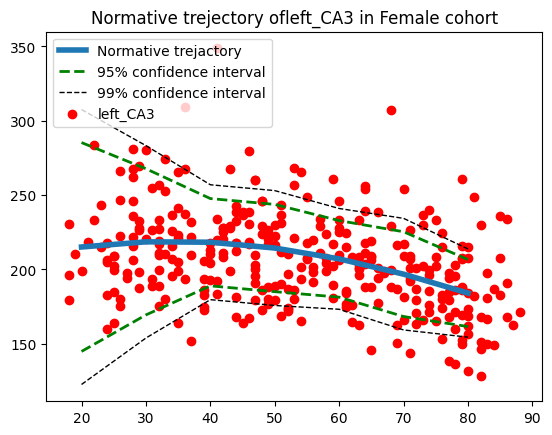 Normative trejectory ofleft_CA3 in Female cohort
Normative trejactory
95% confidence interval
99% confidence interval
left_CA3
350
300
250
200
150
20 30 40 50 60 70 80 90